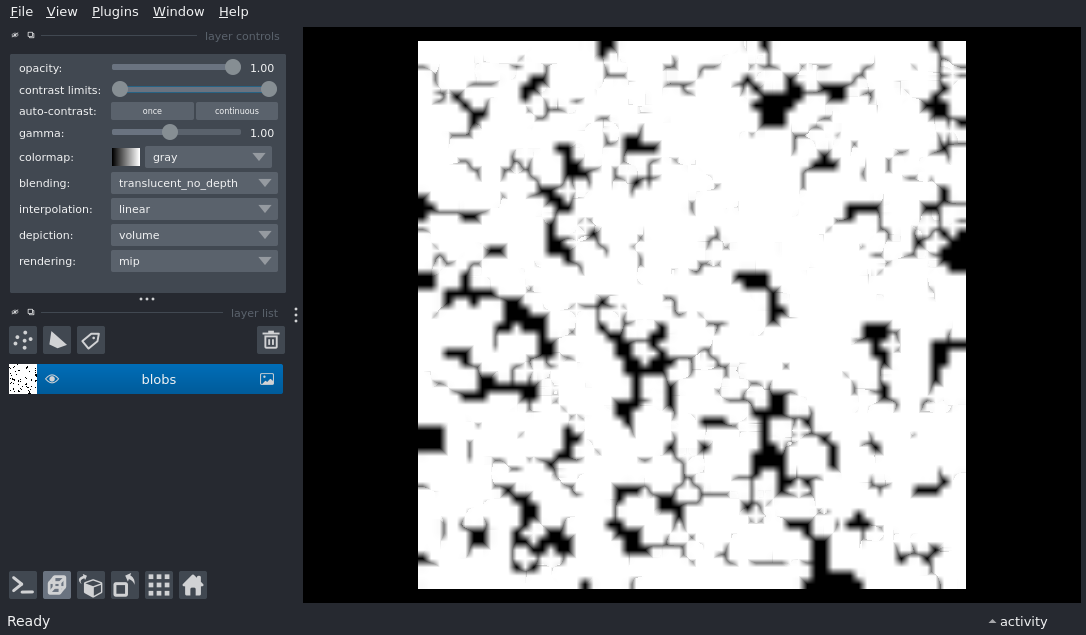 File View Plugins Window Help
layer controls
opacity: 1.00
contrast limits:
auto-contrast: once continuous
gamma: 1.00
colormap: gray
blending: translucent_no_depth
interpolation: linear
depiction: volume
rendering: mip
layer list
blobs
Ready activity